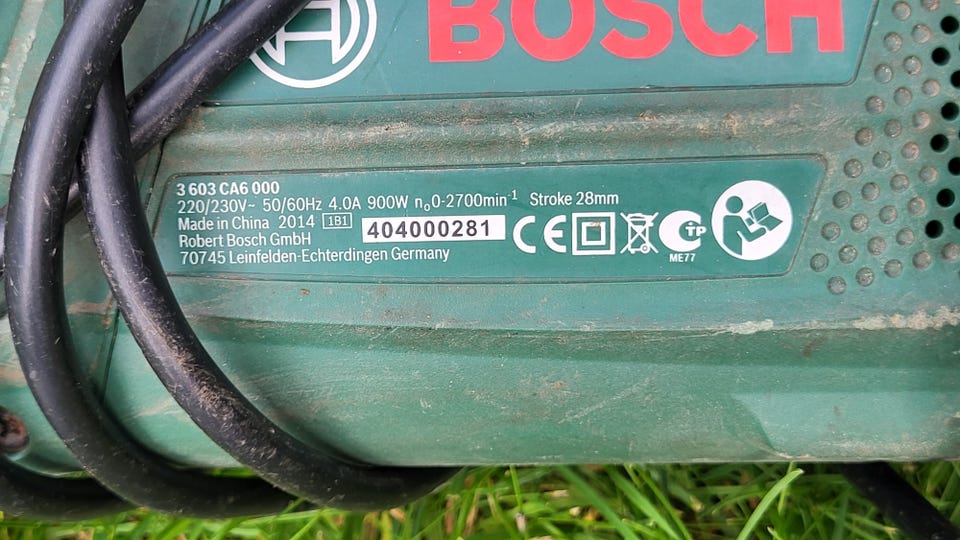 BOSCH
3 603 CA6 000
220/230V~ 50/60Hz 4.0A 900W n₀0-2700min⁻¹ Stroke 28mm
Made in China 2014 1B1 404000281
Robert Bosch GmbH
70745 Leinfelden-Echterdingen Germany
CE
ME77